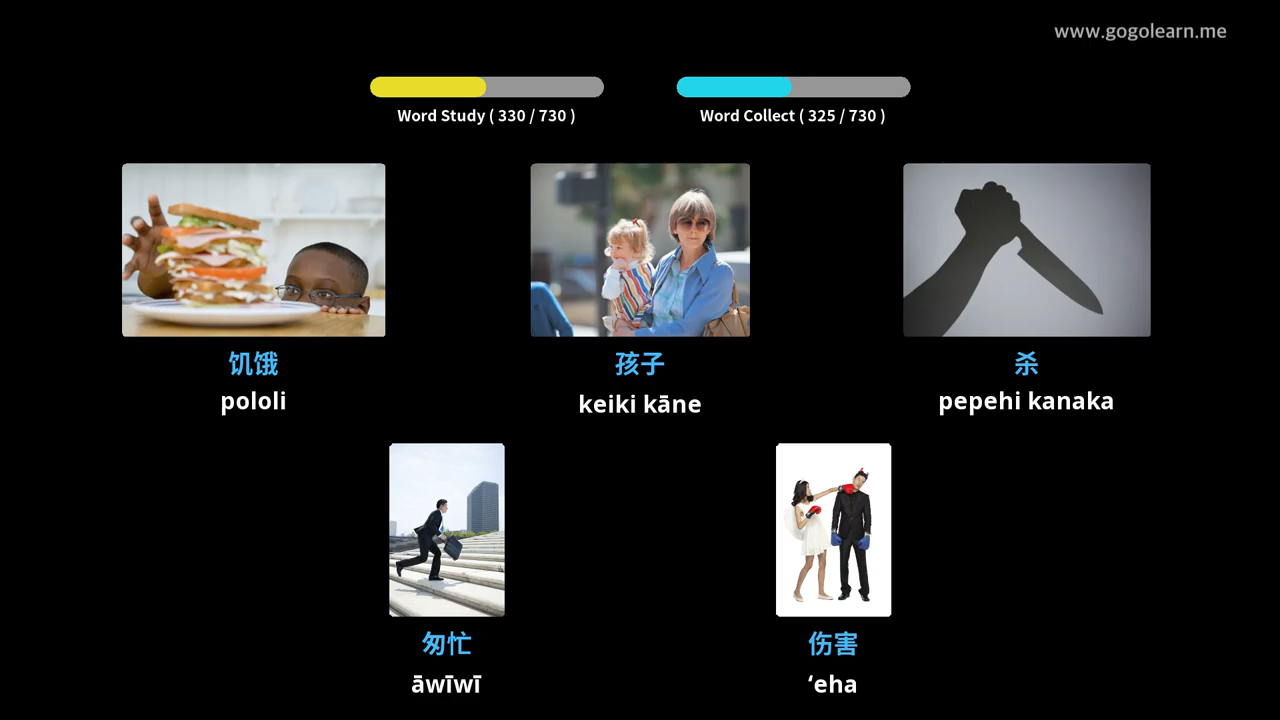 www.gogolearn.me
Word Study ( 330 / 730 )
Word Collect ( 325 / 730 )
饥饿
pololi
孩子
keiki kāne
杀
pepehi kanaka
匆忙
āwīwī
伤害
ʻeha